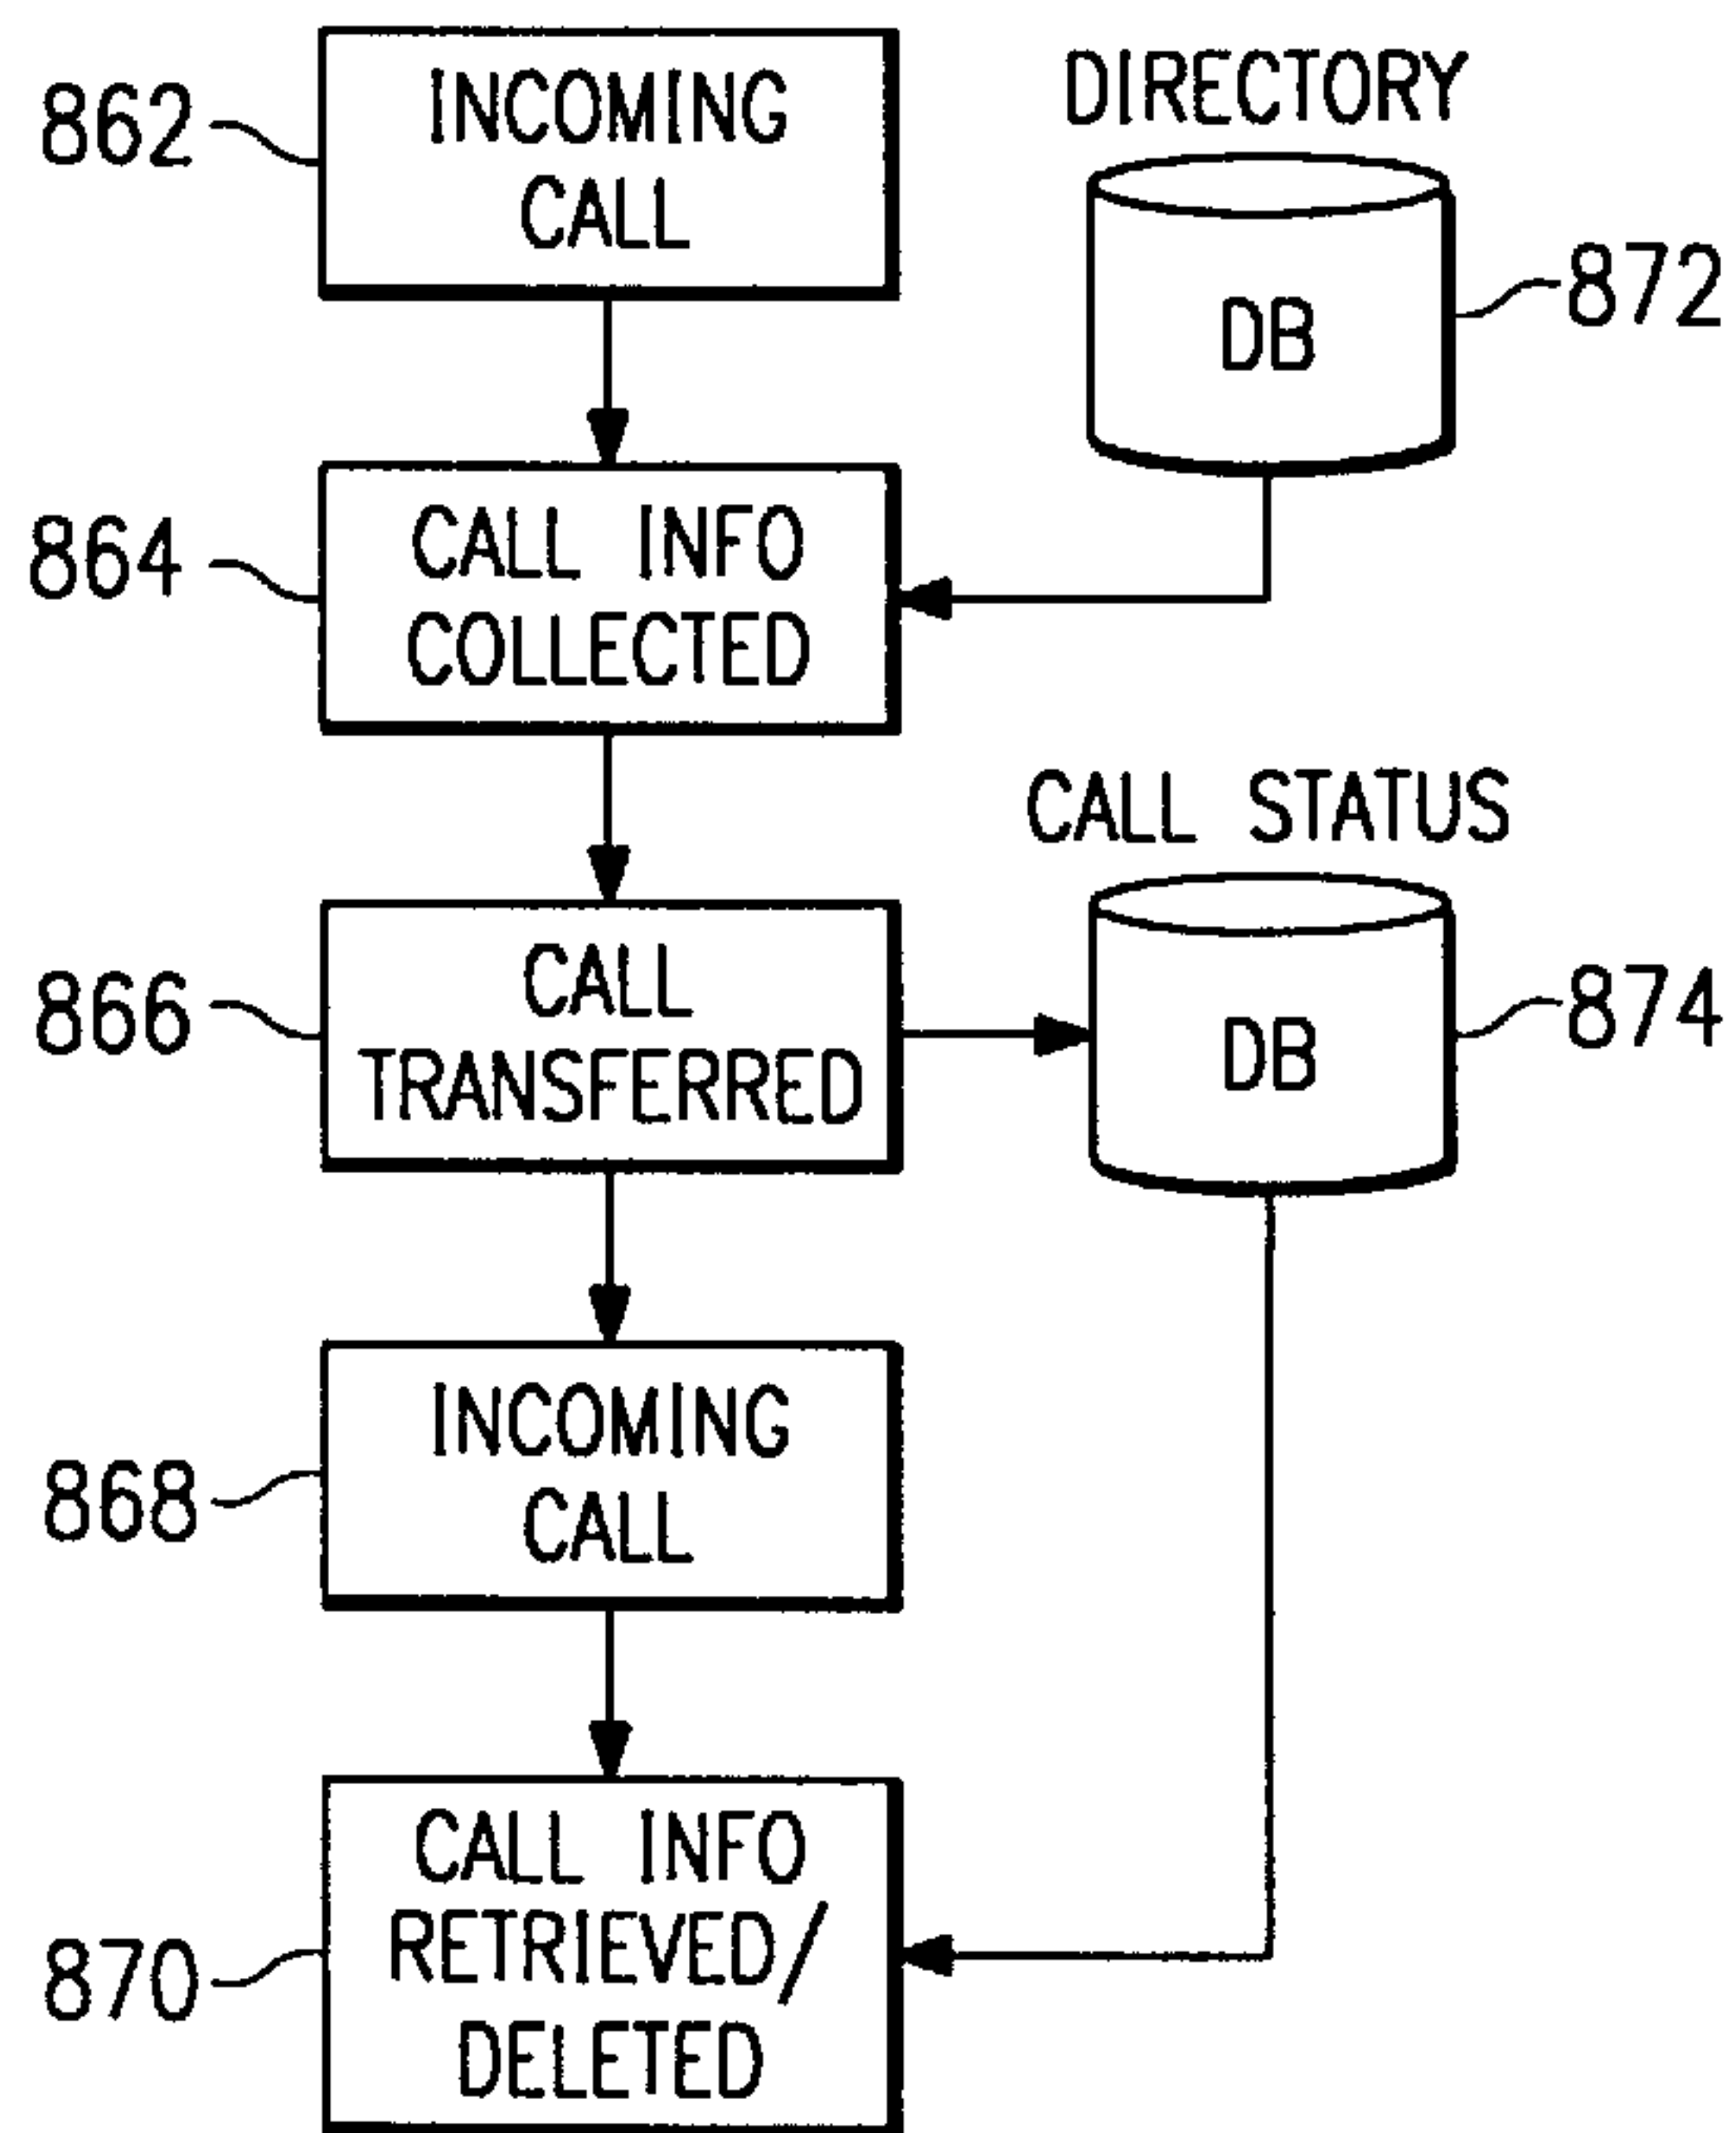 862
INCOMING
CALL
DIRECTORY
DB
872
864
CALL INFO
COLLECTED
CALL STATUS
866
CALL
TRANSFERRED
DB
874
868
INCOMING
CALL
870
CALL INFO
RETRIEVED/
DELETED